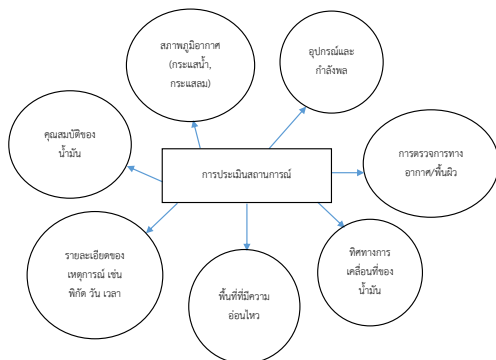 สภาพภูมิอากาศ
(กระแสน้ำ,
กระแสลม)
อุปกรณ์และ
กำลังพล
คุณสมบัติของ
น้ำมัน
การประเมินสถานการณ์
การตรวจการทาง
อากาศ/พื้นผิว
รายละเอียดของ
เหตุการณ์ เช่น
พิกัด วัน เวลา
พื้นที่ที่มีความ
อ่อนไหว
ทิศทางการ
เคลื่อนที่ของ
น้ำมัน